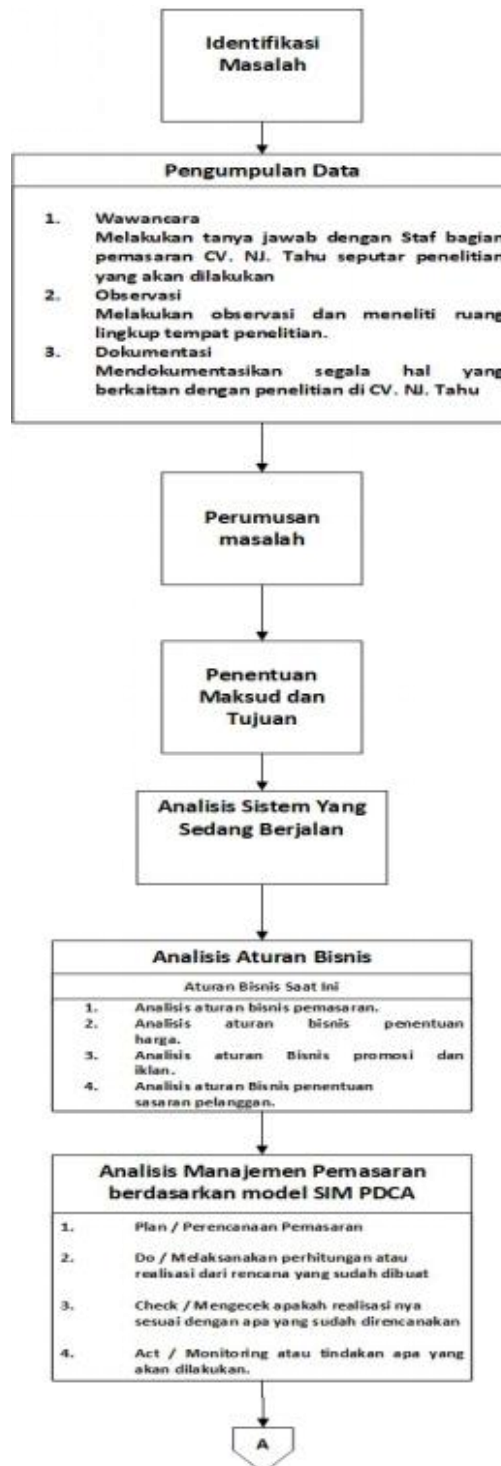 Identifikasi
Masalah
Pengumpulan Data
1. Wawancara
Melakukan tanya jawab dengan Staf bagian
pemasaran CV. NJ. Tahu seputar penelitian
yang akan dilakukan
2. Observasi
Melakukan observasi dan meneliti ruang
lingkup tempat penelitian.
3. Dokumentasi
Mendokumentasikan segala hal yang
berkaitan dengan penelitian di CV. NJ. Tahu
Perumusan
masalah
Penentuan
Maksud dan
Tujuan
Analisis Sistem Yang
Sedang Berjalan
Analisis Aturan Bisnis
Aturan Bisnis Saat Ini
1. Analisis aturan bisnis pemasaran.
2. Analisis aturan bisnis penentuan
harga.
3. Analisis aturan Bisnis promosi dan
iklan.
4. Analisis aturan Bisnis penentuan
sasaran pelanggan.
Analisis Manajemen Pemasaran
berdasarkan model SIM PDCA
1. Plan / Perencanaan Pemasaran
2. Do / Melaksanakan perhitungan atau
realisasi dari rencana yang sudah dibuat
3. Check / Mengecek apakah realisasi nya
sesuai dengan apa yang sudah direncanakan
4. Act / Monitoring atau tindakan apa yang
akan dilakukan.
A